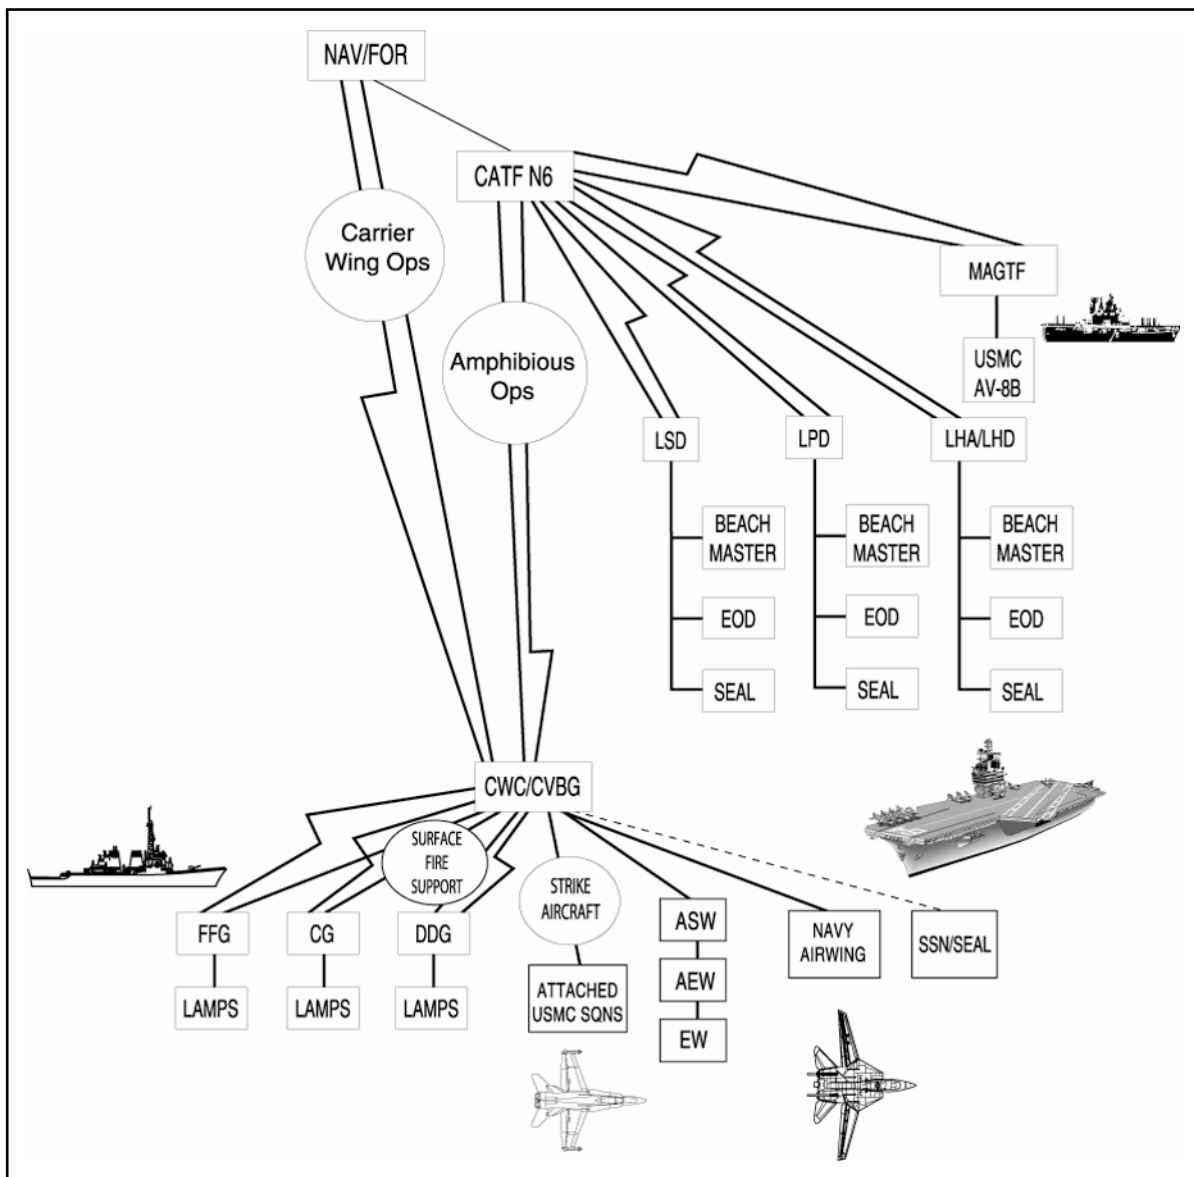 NAV/FOR
CATF N6
Carrier
Wing Ops
MAGTF
Amphibious
Ops
USMC
AV-8B
LSD
LPD
LHA/LHD
BEACH
MASTER
BEACH
MASTER
BEACH
MASTER
EOD
EOD
EOD
SEAL
SEAL
SEAL
CWC/CVBG
SURFACE
FIRE
SUPPORT
STRIKE
AIRCRAFT
FFG
CG
DDG
ASW
NAVY
AIRWING
SSN/SEAL
LAMPS
LAMPS
LAMPS
ATTACHED
USMC SQNS
AEW
EW